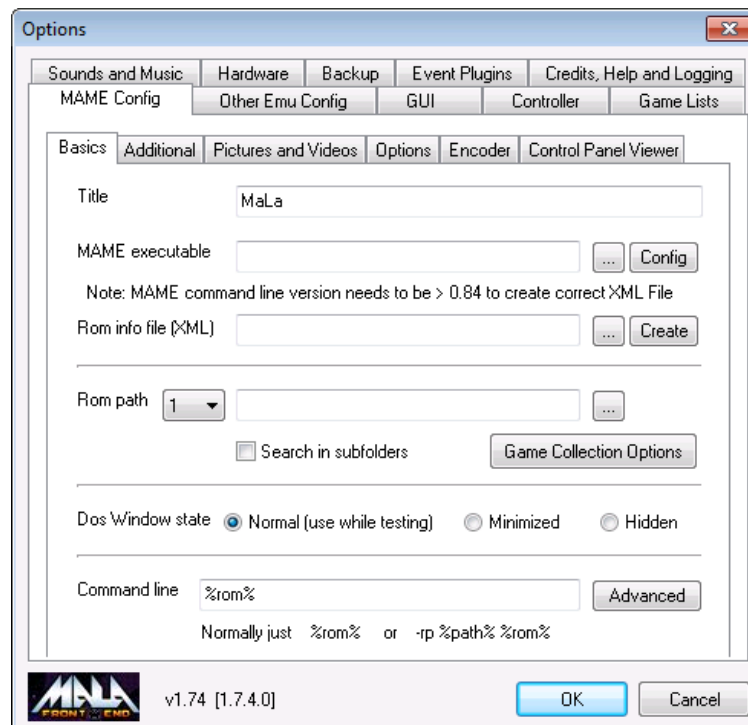 Options
Sounds and Music Hardware Backup Event Plugins Credits, Help and Logging
MAME Config Other Emu Config GUI Controller Game Lists
Basics Additional Pictures and Videos Options Encoder Control Panel Viewer
Title MaLa
MAME executable ... Config
Note: MAME command line version needs to be > 0.84 to create correct XML File
Rom info file (XML) ... Create
Rom path 1 ...
Search in subfolders Game Collection Options
Dos Window state Normal (use while testing) Minimized Hidden
Command line %rom% Advanced
Normally just %rom% or -rp %path% %rom%
MALA
FRONT END
v1.74 [1.7.4.0] OK Cancel